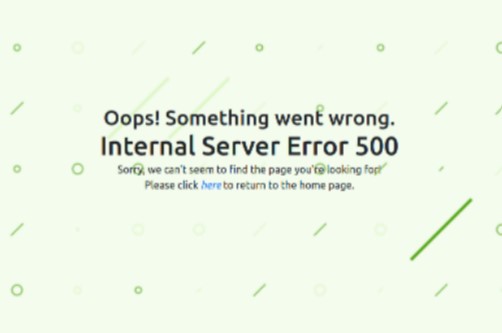 Oops! Something went wrong.
Internal Server Error 500
Sorry, we can't seem to find the page you're looking for!
Please click here to return to the home page.